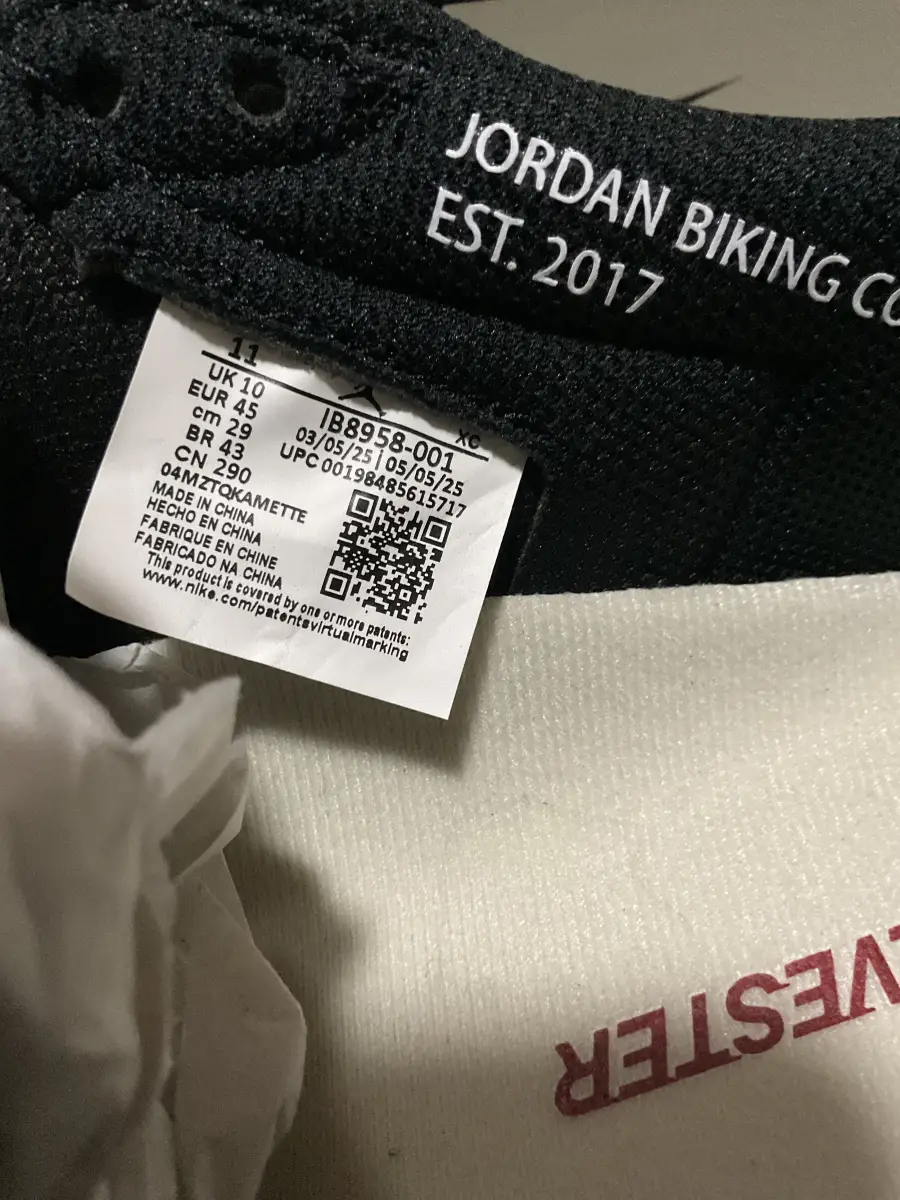 JORDAN BIKING CO
EST. 2017
11
UK 10
EUR 45
cm 29
BR 43
CN 290
XC
IB8958-001
03/05/25 | 05/05/25
UPC 00198485615717
04MZTQKAMETTE
MADE IN CHINA
HECHO EN CHINA
FABRIQUE EN CHINE
FABRICADO NA CHINA
This product is covered by one or more patents:
www.nike.com/patentsvirtualmarking
VESTER